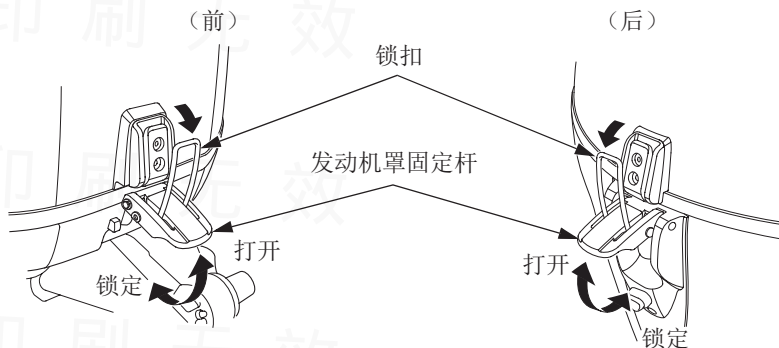 （前）
（后）
锁扣
发动机罩固定杆
打开
锁定
打开
锁定
印刷无效
印刷无效
印刷无效